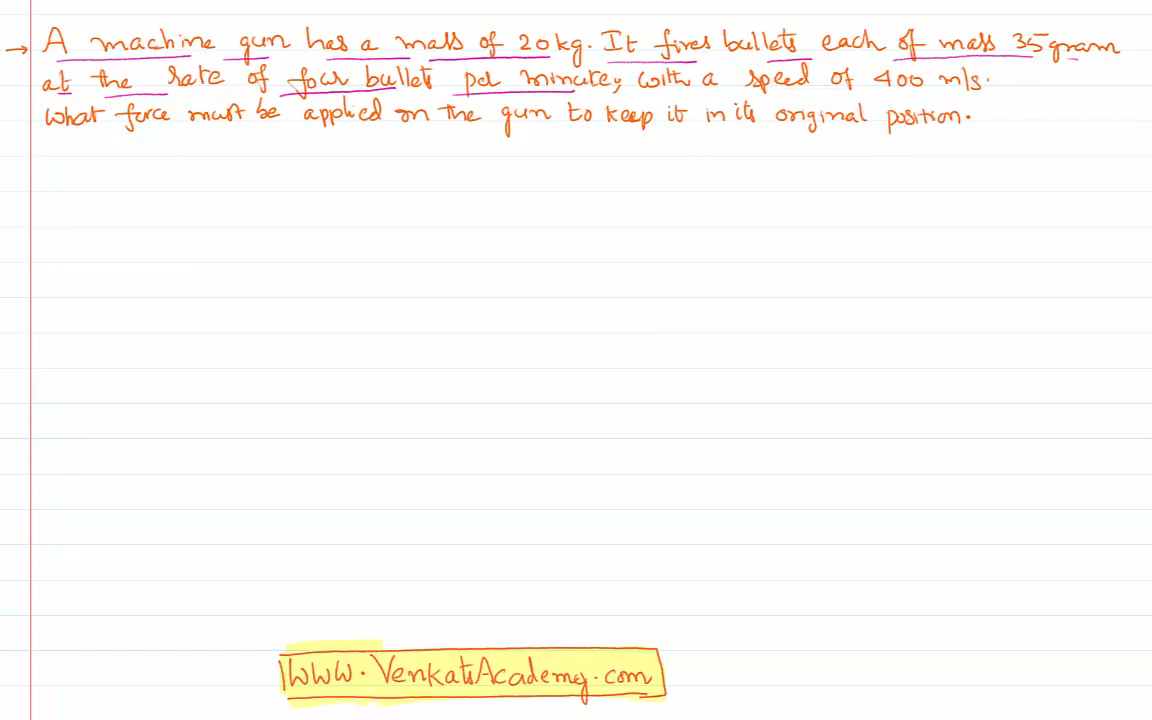 → A machine gun has a mass of 20kg. It fires bullets each of mass 35gram
at the rate of four bullets per minute, with a speed of 400 m/s.
What force must be applied on the gun to keep it in its original position.
WWW.VenkatsAcademy.com